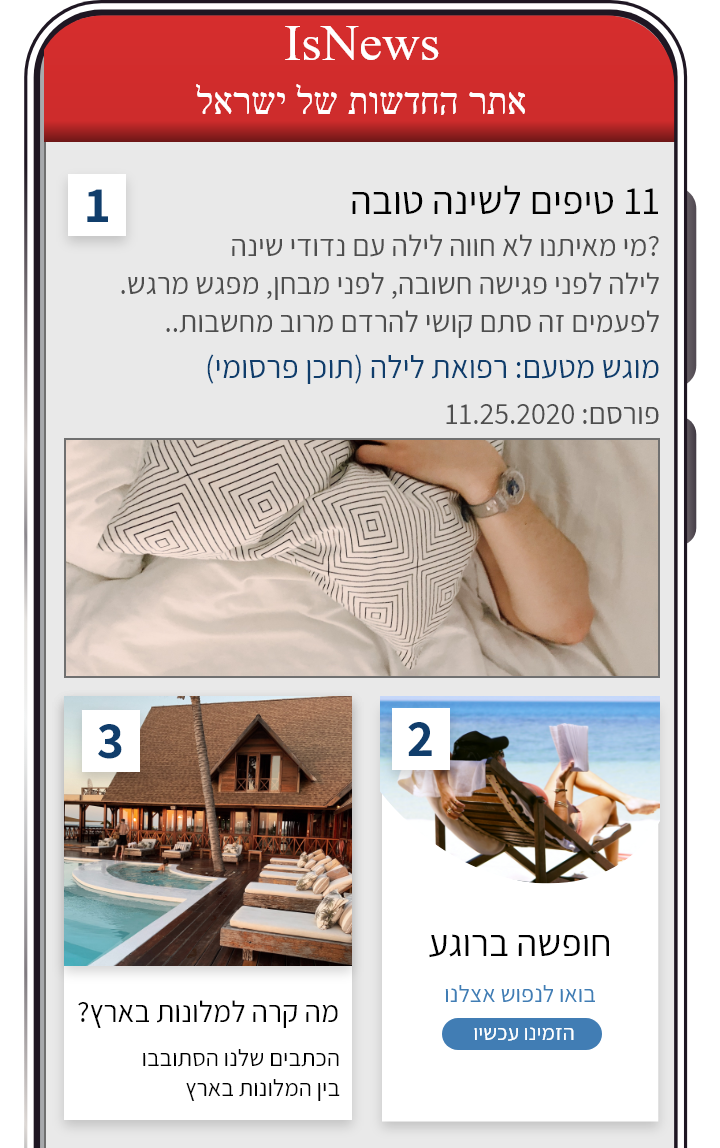 IsNews
אתר החדשות של ישראל
1
11 טיפים לשינה טובה
?מי מאיתנו לא חווה לילה עם נדודי שינה
לילה לפני פגישה חשובה, לפני מבחן, מפגש מרגש.
לפעמים זה סתם קושי להרדם מרוב מחשבות..
מוגש מטעם: רפואת לילה (תוכן פרסומי)
פורסם: 11.25.2020
2
חופשה ברוגע
בואו לנפוש אצלנו
הזמינו עכשיו
3
מה קרה למלונות בארץ?
הכתבים שלנו הסתובבו
בין המלונות בארץ